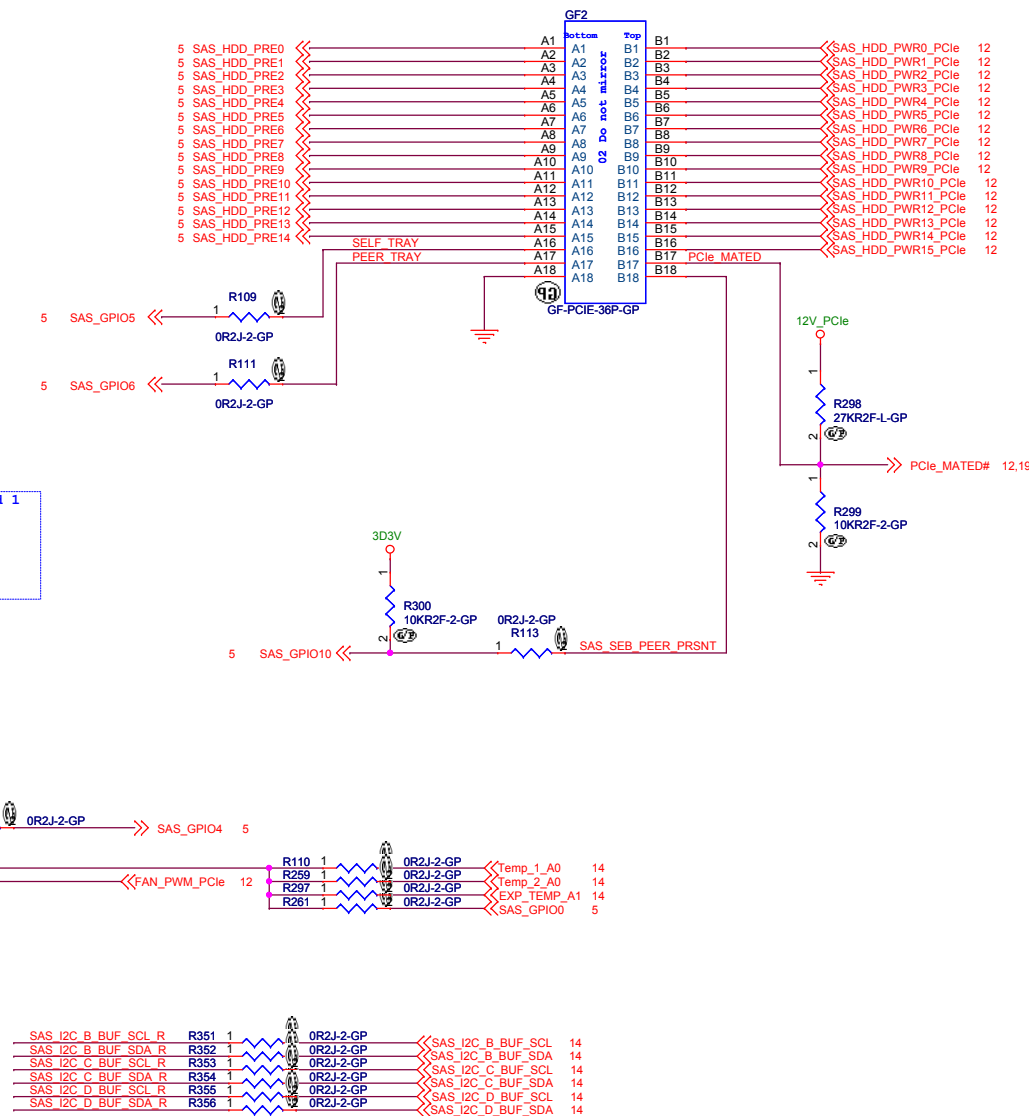 GF2
Bottom Top
02 Do not mirror
5 SAS_HDD_PRE0 A1 A1 B1 B1 SAS_HDD_PWR0_PCIe 12
5 SAS_HDD_PRE1 A2 A2 B2 B2 SAS_HDD_PWR1_PCIe 12
5 SAS_HDD_PRE2 A3 A3 B3 B3 SAS_HDD_PWR2_PCIe 12
5 SAS_HDD_PRE3 A4 A4 B4 B4 SAS_HDD_PWR3_PCIe 12
5 SAS_HDD_PRE4 A5 A5 B5 B5 SAS_HDD_PWR4_PCIe 12
5 SAS_HDD_PRE5 A6 A6 B6 B6 SAS_HDD_PWR5_PCIe 12
5 SAS_HDD_PRE6 A7 A7 B7 B7 SAS_HDD_PWR6_PCIe 12
5 SAS_HDD_PRE7 A8 A8 B8 B8 SAS_HDD_PWR7_PCIe 12
5 SAS_HDD_PRE8 A9 A9 B9 B9 SAS_HDD_PWR8_PCIe 12
5 SAS_HDD_PRE9 A10 A10 B10 B10 SAS_HDD_PWR9_PCIe 12
5 SAS_HDD_PRE10 A11 A11 B11 B11 SAS_HDD_PWR10_PCIe 12
5 SAS_HDD_PRE11 A12 A12 B12 B12 SAS_HDD_PWR11_PCIe 12
5 SAS_HDD_PRE12 A13 A13 B13 B13 SAS_HDD_PWR12_PCIe 12
5 SAS_HDD_PRE13 A14 A14 B14 B14 SAS_HDD_PWR13_PCIe 12
5 SAS_HDD_PRE14 A15 A15 B15 B15 SAS_HDD_PWR14_PCIe 12
SELF_TRAY A16 A16 B16 B16 SAS_HDD_PWR15_PCIe 12
PEER_TRAY A17 A17 B17 B17 PCIe_MATED
A18 A18 B18 B18
GP
GF-PCIE-36P-GP
R109
5 SAS_GPIO5 1 2
0R2J-2-GP
R111
5 SAS_GPIO6 1 2
0R2J-2-GP
12V_PCIe
1
R298
27KR2F-L-GP
2 G/P
PCIe_MATED# 12,19
1
R299
10KR2F-2-GP
2 G/P
1
3D3V
1
R300
10KR2F-2-GP
2 G/P
0R2J-2-GP
R113
5 SAS_GPIO10 1 2 SAS_SEB_PEER_PRSNT
0R2J-2-GP SAS_GPIO4 5
FAN_PWM_PCIe 12
R110 1 0R2J-2-GP Temp_1_A0 14
R259 1 0R2J-2-GP Temp_2_A0 14
R297 1 0R2J-2-GP EXP_TEMP_A1 14
R261 1 0R2J-2-GP SAS_GPIO0 5
SAS_I2C_B_BUF_SCL_R R351 1 0R2J-2-GP SAS_I2C_B_BUF_SCL 14
SAS_I2C_B_BUF_SDA_R R352 1 0R2J-2-GP SAS_I2C_B_BUF_SDA 14
SAS_I2C_C_BUF_SCL_R R353 1 0R2J-2-GP SAS_I2C_C_BUF_SCL 14
SAS_I2C_C_BUF_SDA_R R354 1 0R2J-2-GP SAS_I2C_C_BUF_SDA 14
SAS_I2C_D_BUF_SCL_R R355 1 0R2J-2-GP SAS_I2C_D_BUF_SCL 14
SAS_I2C_D_BUF_SDA_R R356 1 0R2J-2-GP SAS_I2C_D_BUF_SDA 14